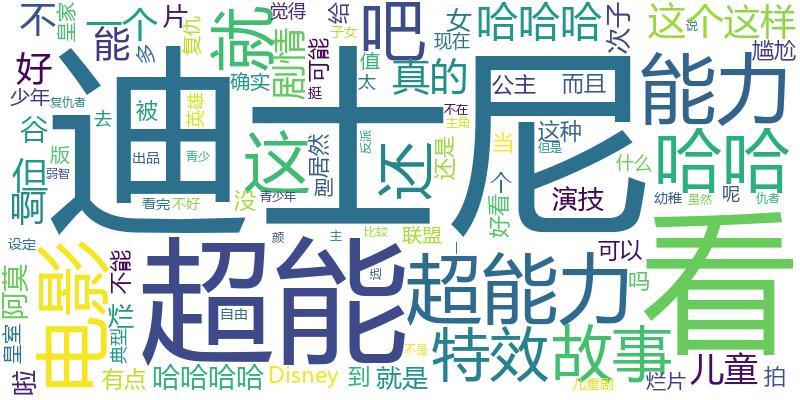 迪士尼
看
超能
超能力
能力
电影
哈哈
哈哈哈
哈哈哈哈
就
吧
这
还
特效
故事
剧情
真的
这个这样
一个
不
能
片
好
但
啊
谷
版
少年
皇家
多
复仇
觉得
给
子女
可能
值
太
确实
英雄
被
去
复仇者
出品
青少
弱智
看完
不好
没
青少年
居然
挺
现在
女
次子
说
尴尬
公主
而且
不在
主角
当
这种
但是
还是
反派
个
好看
演技
什么
幼稚
呢
虽然
仇者
设定
颜
主
比较
联盟
一
可以
吗
选
自由
不能
阿莫
皇室
典型
啦
有点
Disney
到
就是
不是
儿童剧
烂片
儿童
拍